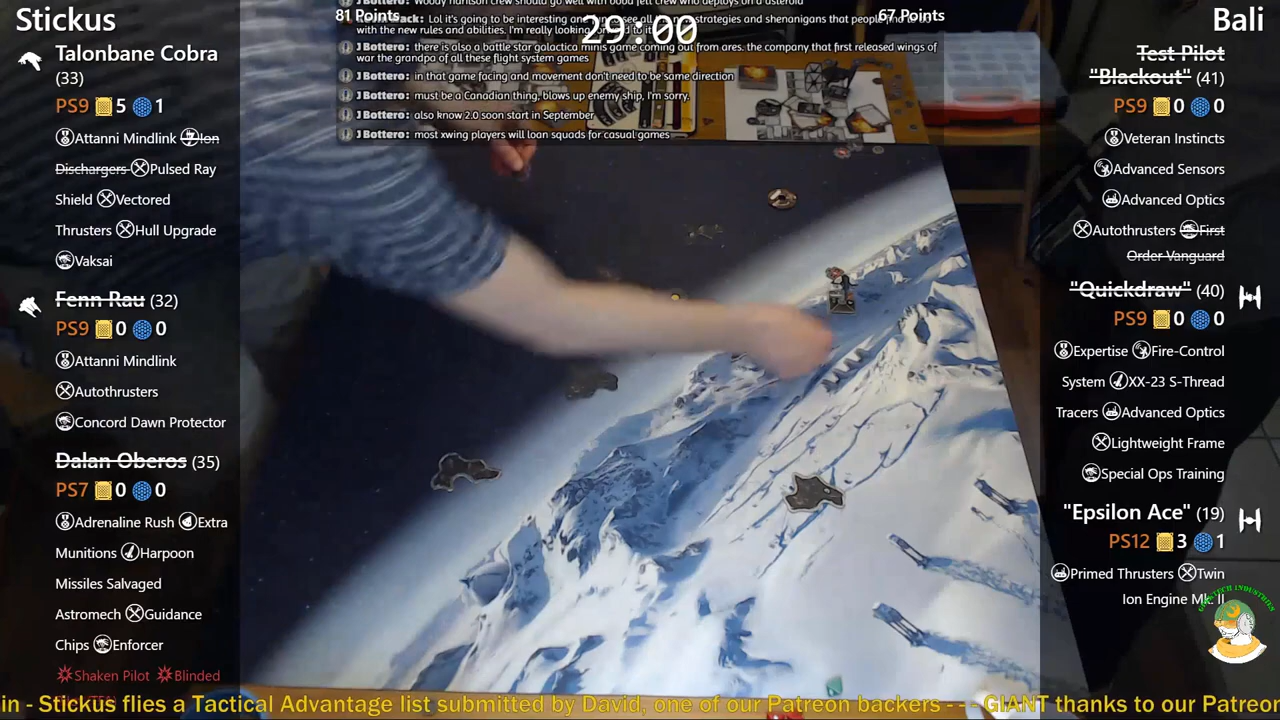 Stickus
Talonbane Cobra
(33)
PS9 5 1
Attanni Mindlink Ion
Dischargers Pulsed Ray
Shield Vectored
Thrusters Hull Upgrade
Vaksai
Fenn Rau (32)
PS9 0 0
Attanni Mindlink
Autothrusters
Concord Dawn Protector
Dalan Oberos (35)
PS7 0 0
Adrenaline Rush Extra
Munitions Harpoon
Missiles Salvaged
Astromech Guidance
Chips Enforcer
Shaken Pilot Blinded
81 Points
29:00
67 Points
Lol it's going to be interesting strategies and shenanigans that people
with the new rules and abilities. I'm really looking
J Bottero: there is also a battle star galactica minis game coming out from ares. the company that first released wings of
war the grandpa of all these flight system games
J Bottero: in that game facing and movement don't need to be same direction
J Bottero: must be a Canadian thing, blows up enemy ship, I'm sorry.
J Bottero: also know 2.0 soon start in September
J Bottero: most xwing players will loan squads for casual games
Bali
Test Pilot
"Blackout" (41)
PS9 0 0
Veteran Instincts
Advanced Sensors
Advanced Optics
Autothrusters First
Order Vanguard
"Quickdraw" (40)
PS9 0 0
Expertise Fire-Control
System XX-23 S-Thread
Tracers Advanced Optics
Lightweight Frame
Special Ops Training
"Epsilon Ace" (19)
PS12 3 1
Primed Thrusters Twin
Ion Engine Mk. II
in - Stickus flies a Tactical Advantage list submitted by David, one of our Patreon backers - - - GIANT thanks to our Patreon